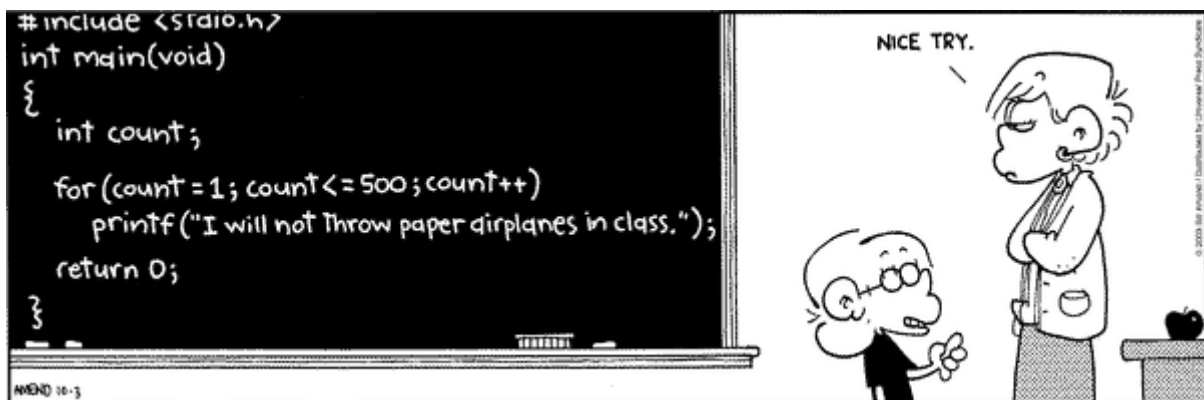 #include <stdio.h>
int main(void)
{
int count;
for (count = 1; count <= 500; count++)
printf ("I will not throw paper airplanes in class.");
return 0;
}
NICE TRY.
AMEND 10-3